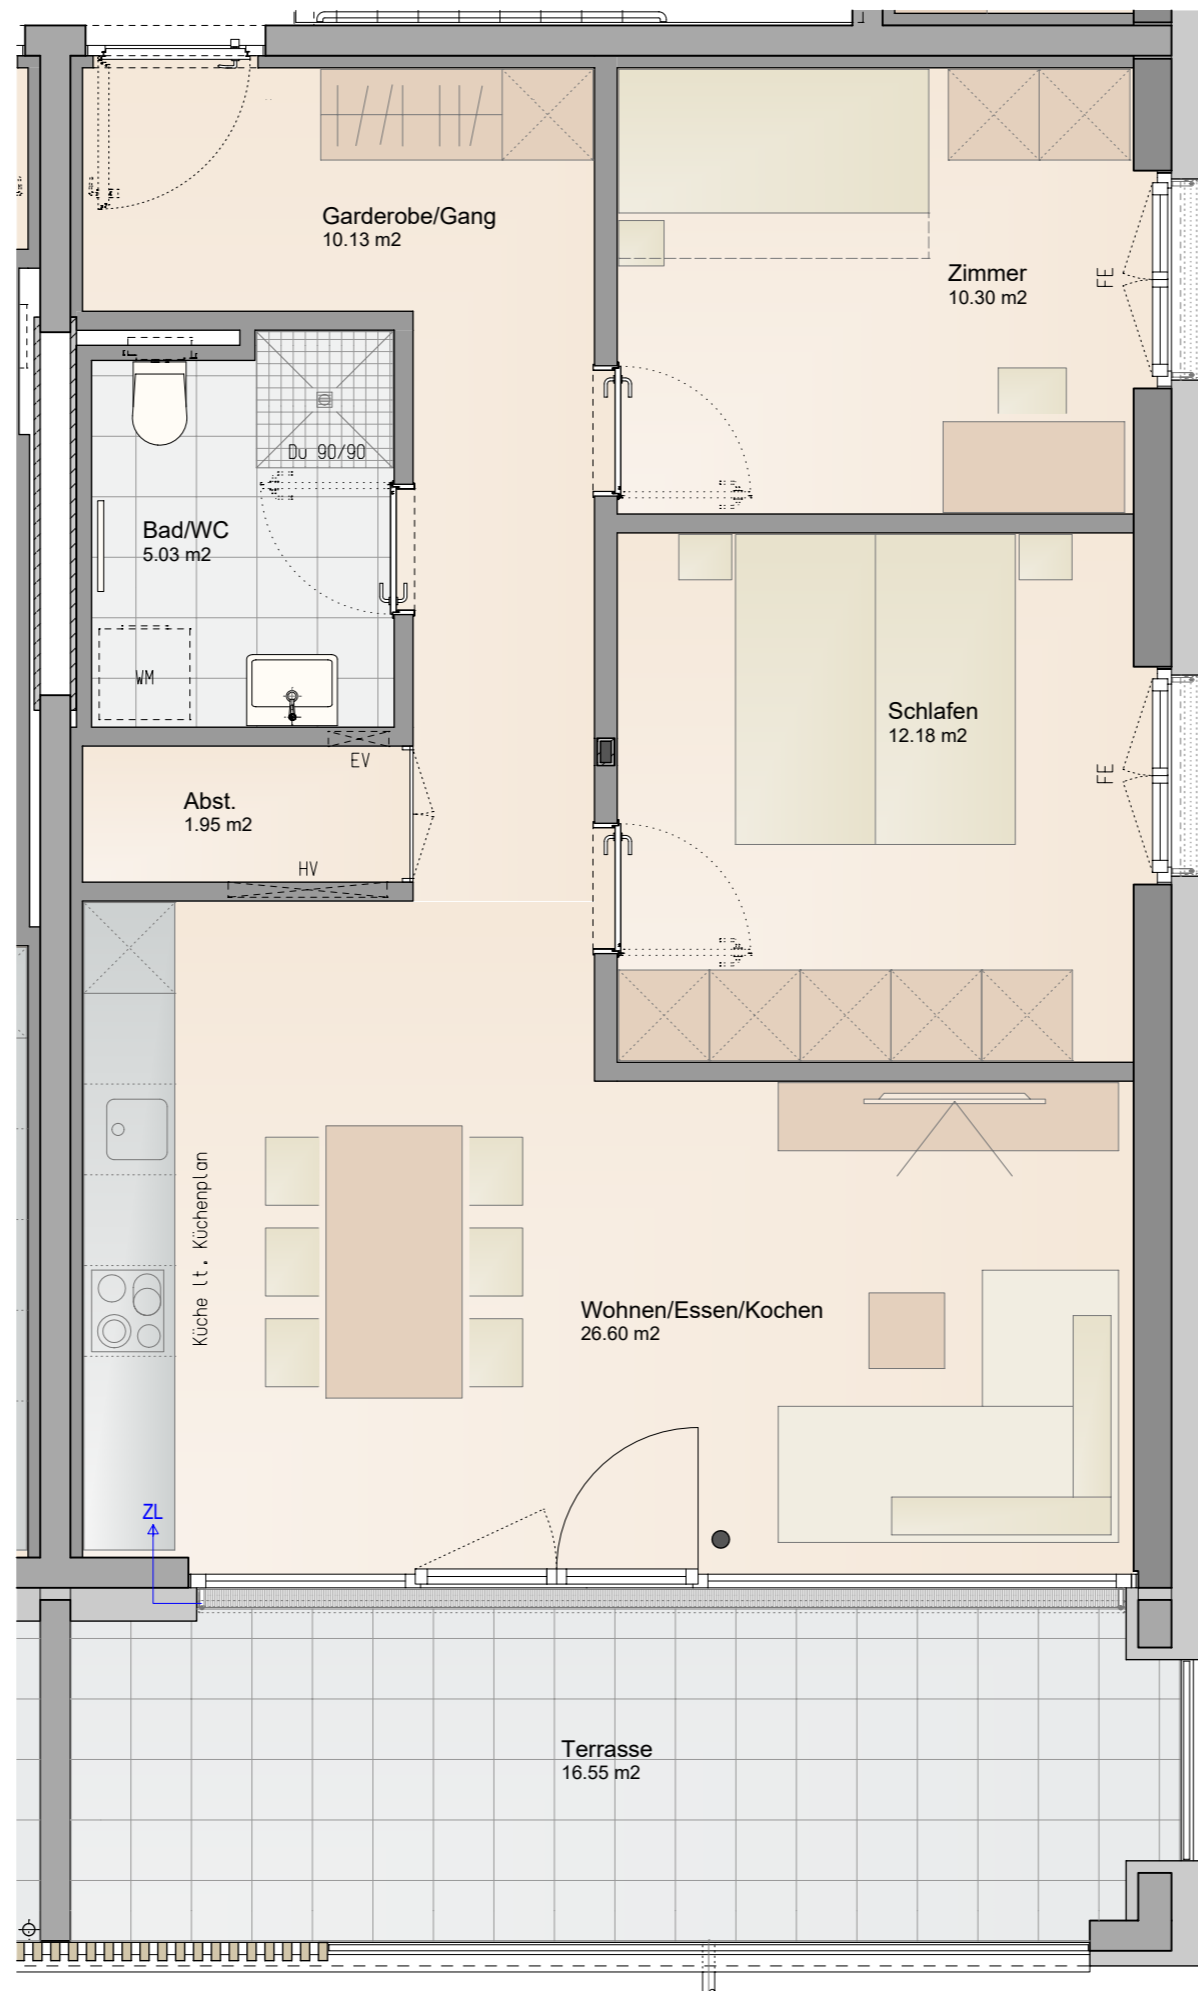 Garderobe/Gang
10.13 m2
Zimmer
10.30 m2
FE
Du 90/90
Bad/WC
5.03 m2
WM
Schlafen
12.18 m2
FE
EV
Abst.
1.95 m2
HV
Küche lt. Küchenplan
Wohnen/Essen/Kochen
26.60 m2
ZL
Terrasse
16.55 m2